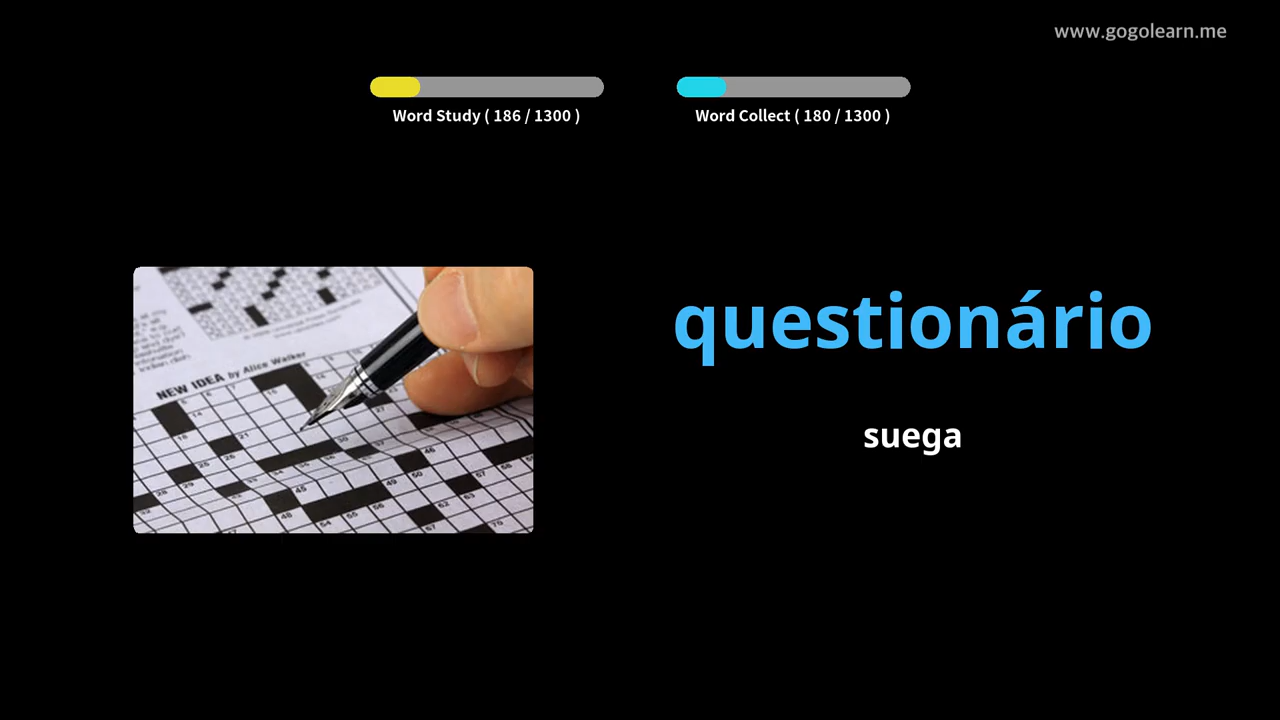 www.gogolearn.me
Word Study ( 186 / 1300 )
Word Collect ( 180 / 1300 )
NEW IDEA by Alice Walker
questionário
suega